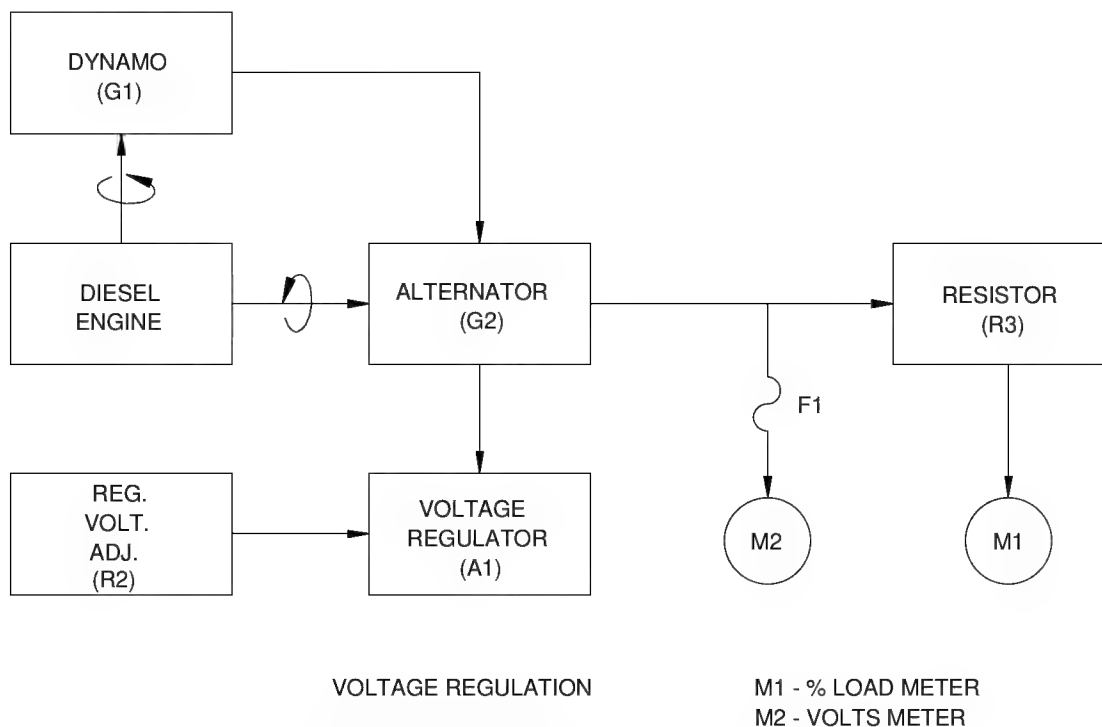 DYNAMO
(G1)
DIESEL
ENGINE
ALTERNATOR
(G2)
RESISTOR
(R3)
F1
REG.
VOLT.
ADJ.
(R2)
VOLTAGE
REGULATOR
(A1)
M2
M1
VOLTAGE REGULATION
M1 - % LOAD METER
M2 - VOLTS METER